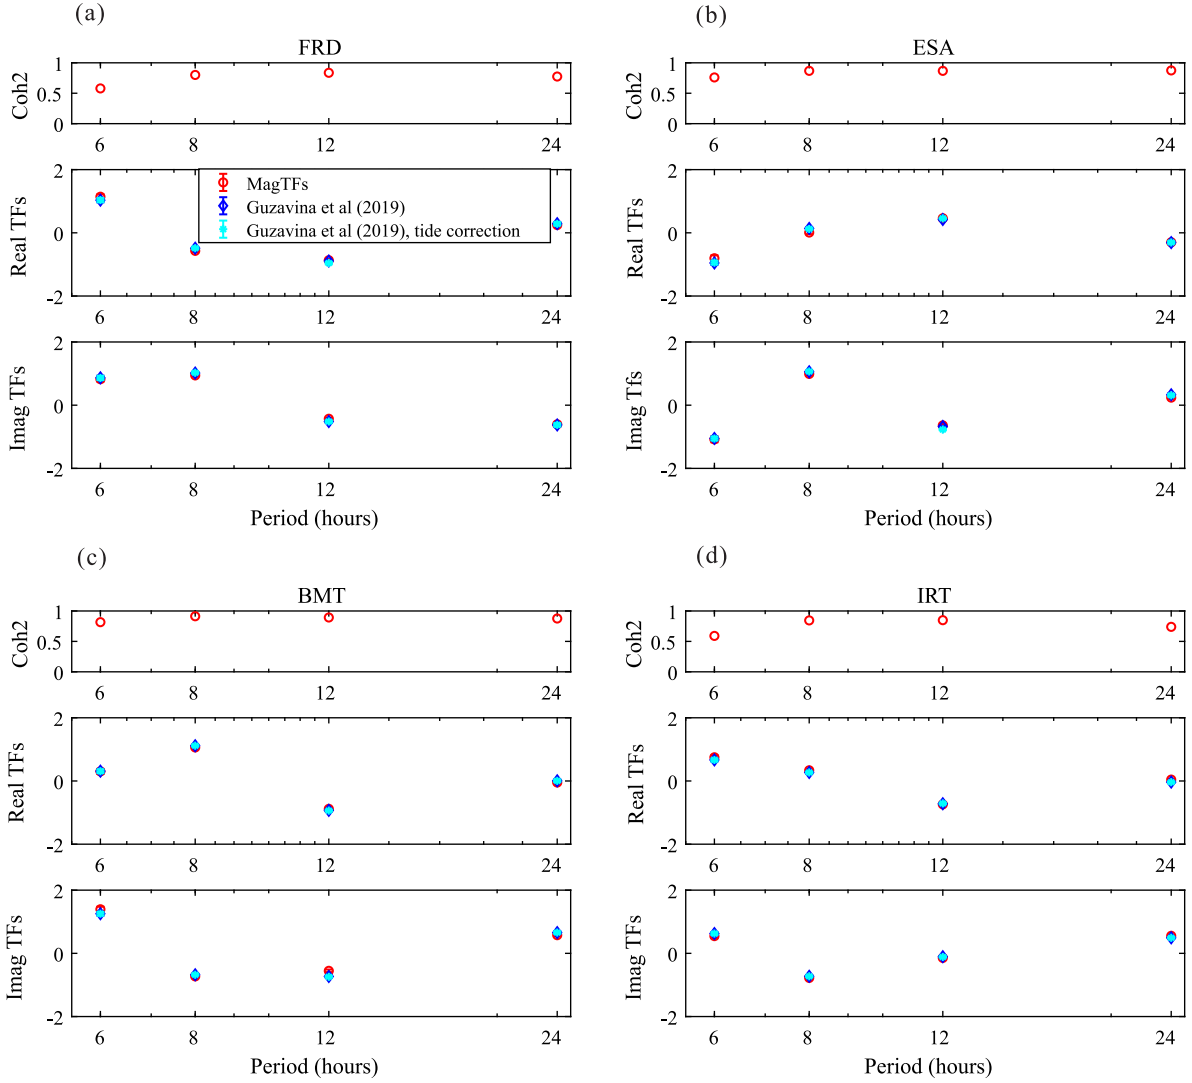 (a)
FRD
Coh2
1
0.5
0
6 8 12 24
Real TFs
2
0
-2
6 8 12 24
MagTFs
Guzavina et al (2019)
Guzavina et al (2019), tide correction
Imag TFs
2
0
-2
6 8 12 24
Period (hours)
(b)
ESA
Coh2
1
0.5
0
6 8 12 24
Real TFs
2
0
-2
6 8 12 24
Imag Tfs
2
0
-2
6 8 12 24
Period (hours)
(c)
BMT
Coh2
1
0.5
0
6 8 12 24
Real TFs
2
0
-2
6 8 12 24
Imag TFs
2
0
-2
6 8 12 24
Period (hours)
(d)
IRT
Coh2
1
0.5
0
6 8 12 24
Real TFs
2
0
-2
6 8 12 24
Imag TFs
2
0
-2
6 8 12 24
Period (hours)